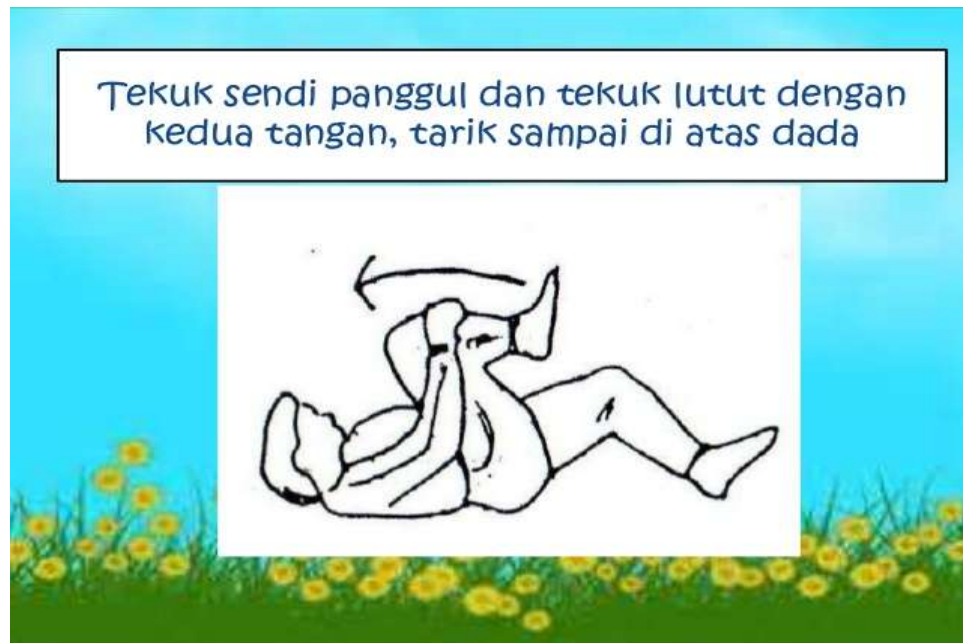 Tekuk sendi panggul dan tekuk lutut dengan
kedua tangan, tarik sampai di atas dada